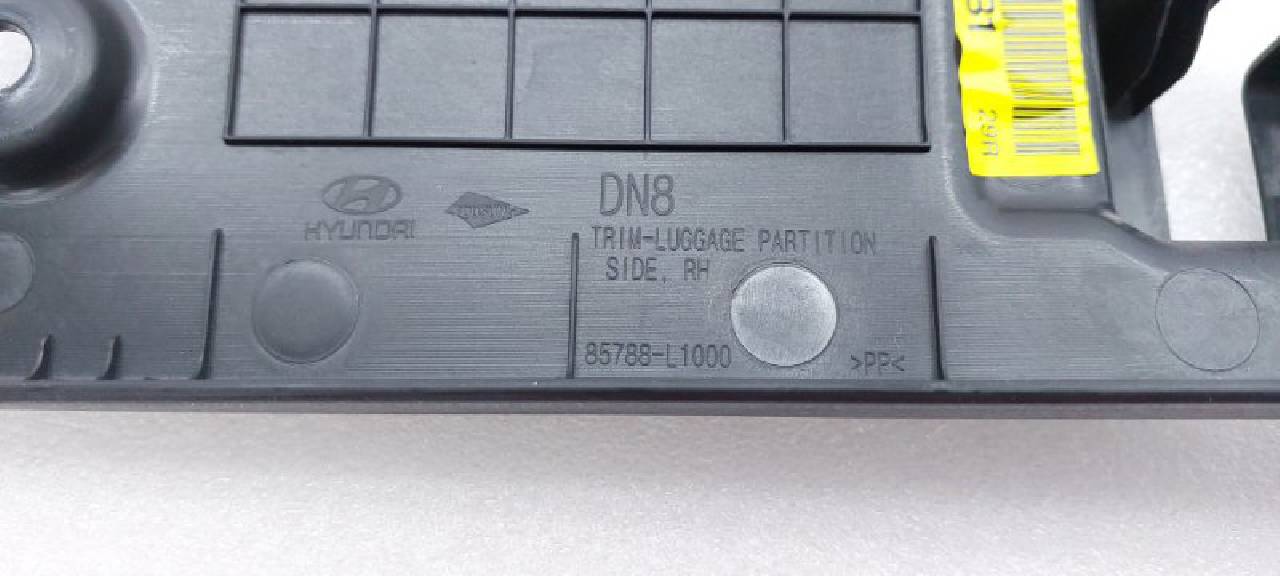 HYUNDAI
DN8
TRIM-LUGGAGE PARTITION
SIDE, RH
85788-L1000
>PP<